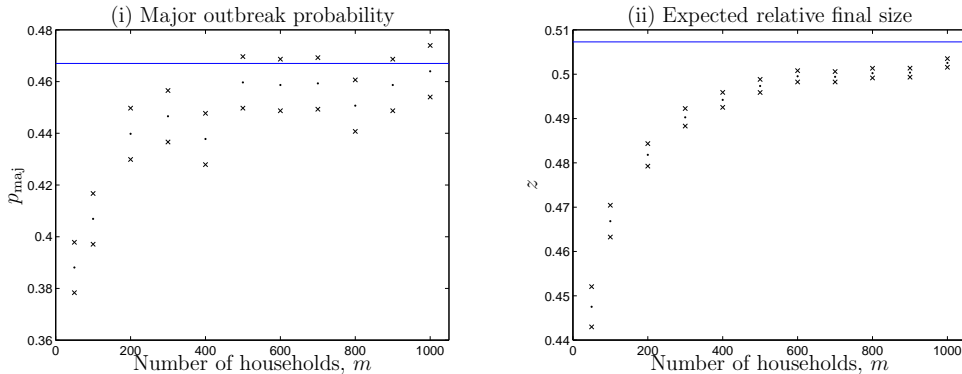 (i) Major outbreak probability
0.48
0.46
0.44
0.42
0.4
0.38
0.36
p_maj
0 200 400 600 800 1000
Number of households, m
(ii) Expected relative final size
0.51
0.5
0.49
0.48
0.47
0.46
0.45
0.44
z
0 200 400 600 800 1000
Number of households, m